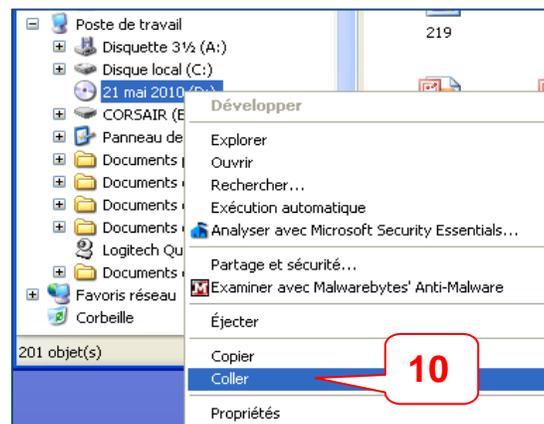 Poste de travail
219
Disquette 3½ (A:)
Disque local (C:)
21 mai 2010 (D:)
CORSAIR (E
Panneau de
Documents
Documents
Documents
Documents
Logitech Qu
Documents
Favoris réseau
Corbeille
201 objet(s)
Développer
Explorer
Ouvrir
Rechercher...
Exécution automatique
Analyser avec Microsoft Security Essentials...
Partage et sécurité...
Examiner avec Malwarebytes' Anti-Malware
Éjecter
Copier
Coller
10
Propriétés